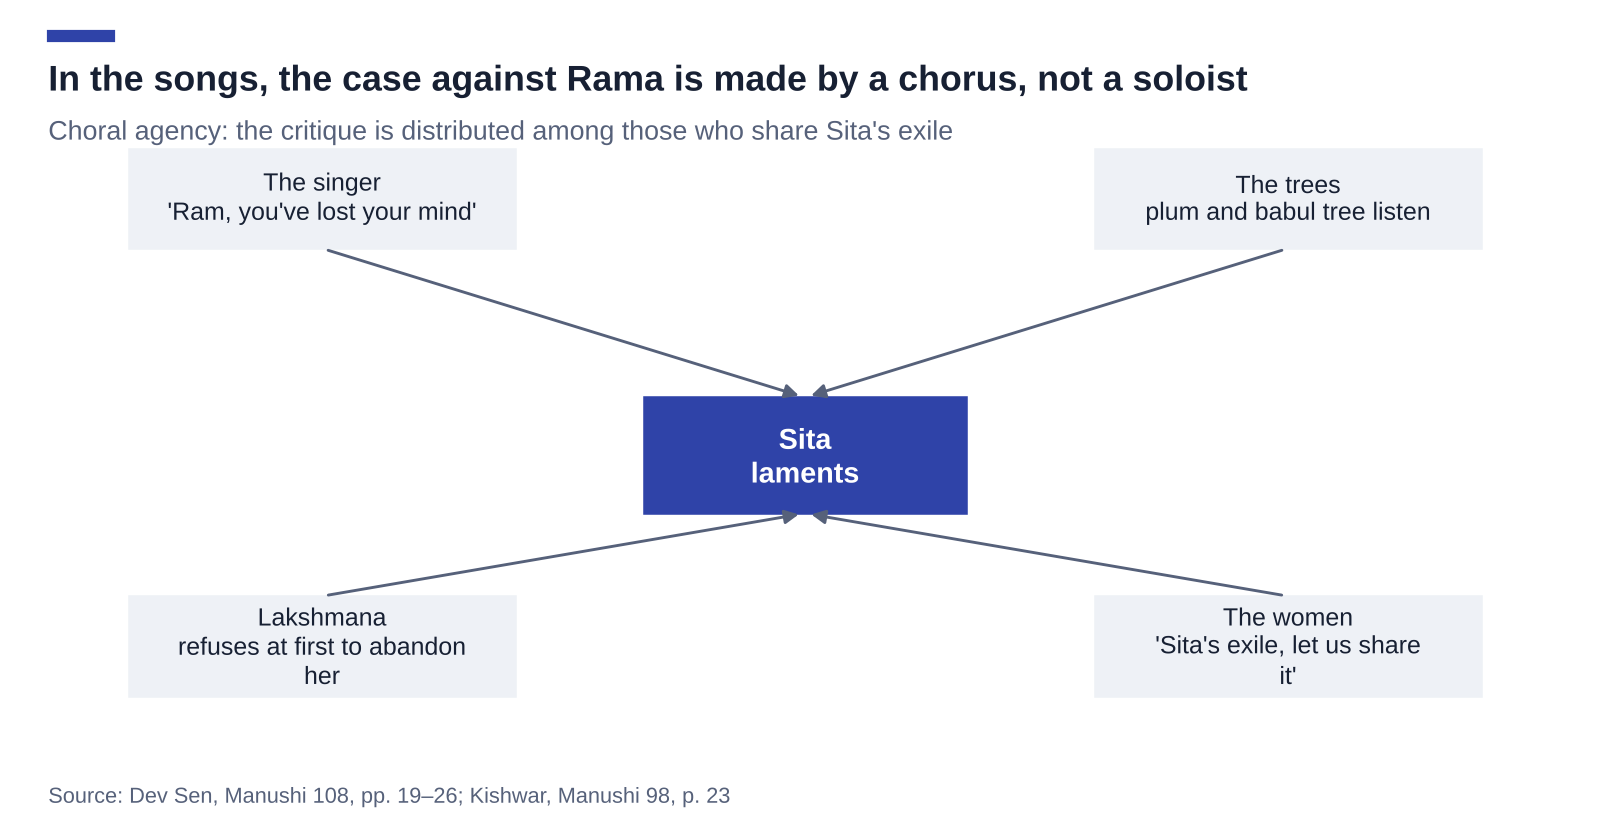 In the songs, the case against Rama is made by a chorus, not a soloist
Choral agency: the critique is distributed among those who share Sita's exile
The singer
'Ram, you've lost your mind'
The trees
plum and babul tree listen
Sita
laments
Lakshmana
refuses at first to abandon
her
The women
'Sita's exile, let us share
it'
Source: Dev Sen, Manushi 108, pp. 19–26; Kishwar, Manushi 98, p. 23